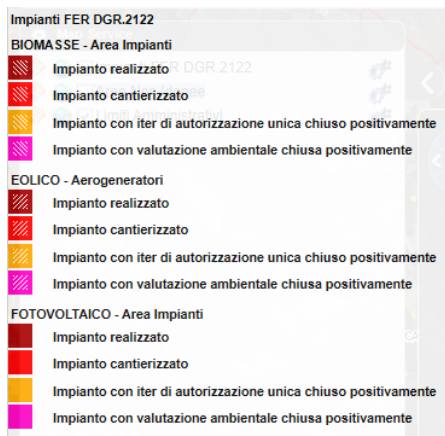 Impianti FER DGR.2122
BIOMASSE - Area Impianti
Impianto realizzato
Impianto cantierizzato
Impianto con iter di autorizzazione unica chiuso positivamente
Impianto con valutazione ambientale chiusa positivamente
EOLICO - Aerogeneratori
Impianto realizzato
Impianto cantierizzato
Impianto con iter di autorizzazione unica chiuso positivamente
Impianto con valutazione ambientale chiusa positivamente
FOTOVOLTAICO - Area Impianti
Impianto realizzato
Impianto cantierizzato
Impianto con iter di autorizzazione unica chiuso positivamente
Impianto con valutazione ambientale chiusa positivamente